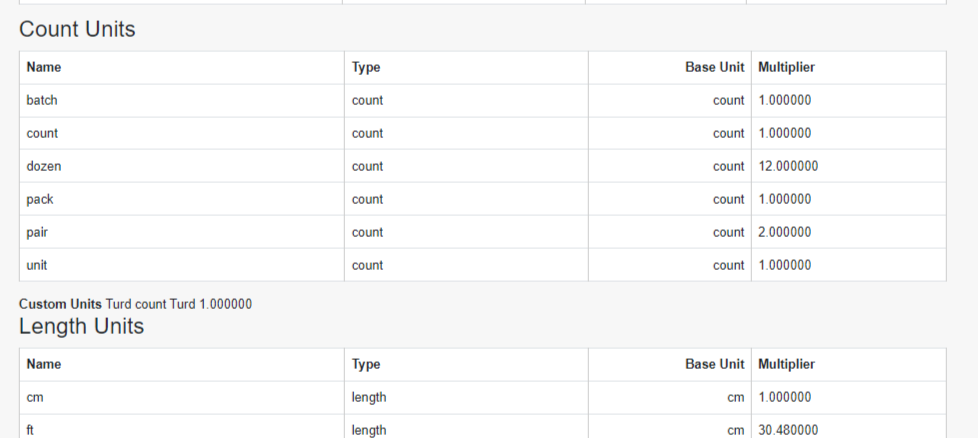 Count Units
Name Type Base Unit Multiplier
batch count count 1.000000
count count count 1.000000
dozen count count 12.000000
pack count count 1.000000
pair count count 2.000000
unit count count 1.000000
Custom Units Turd count Turd 1.000000
Length Units
Name Type Base Unit Multiplier
cm length cm 1.000000
ft length cm 30.480000